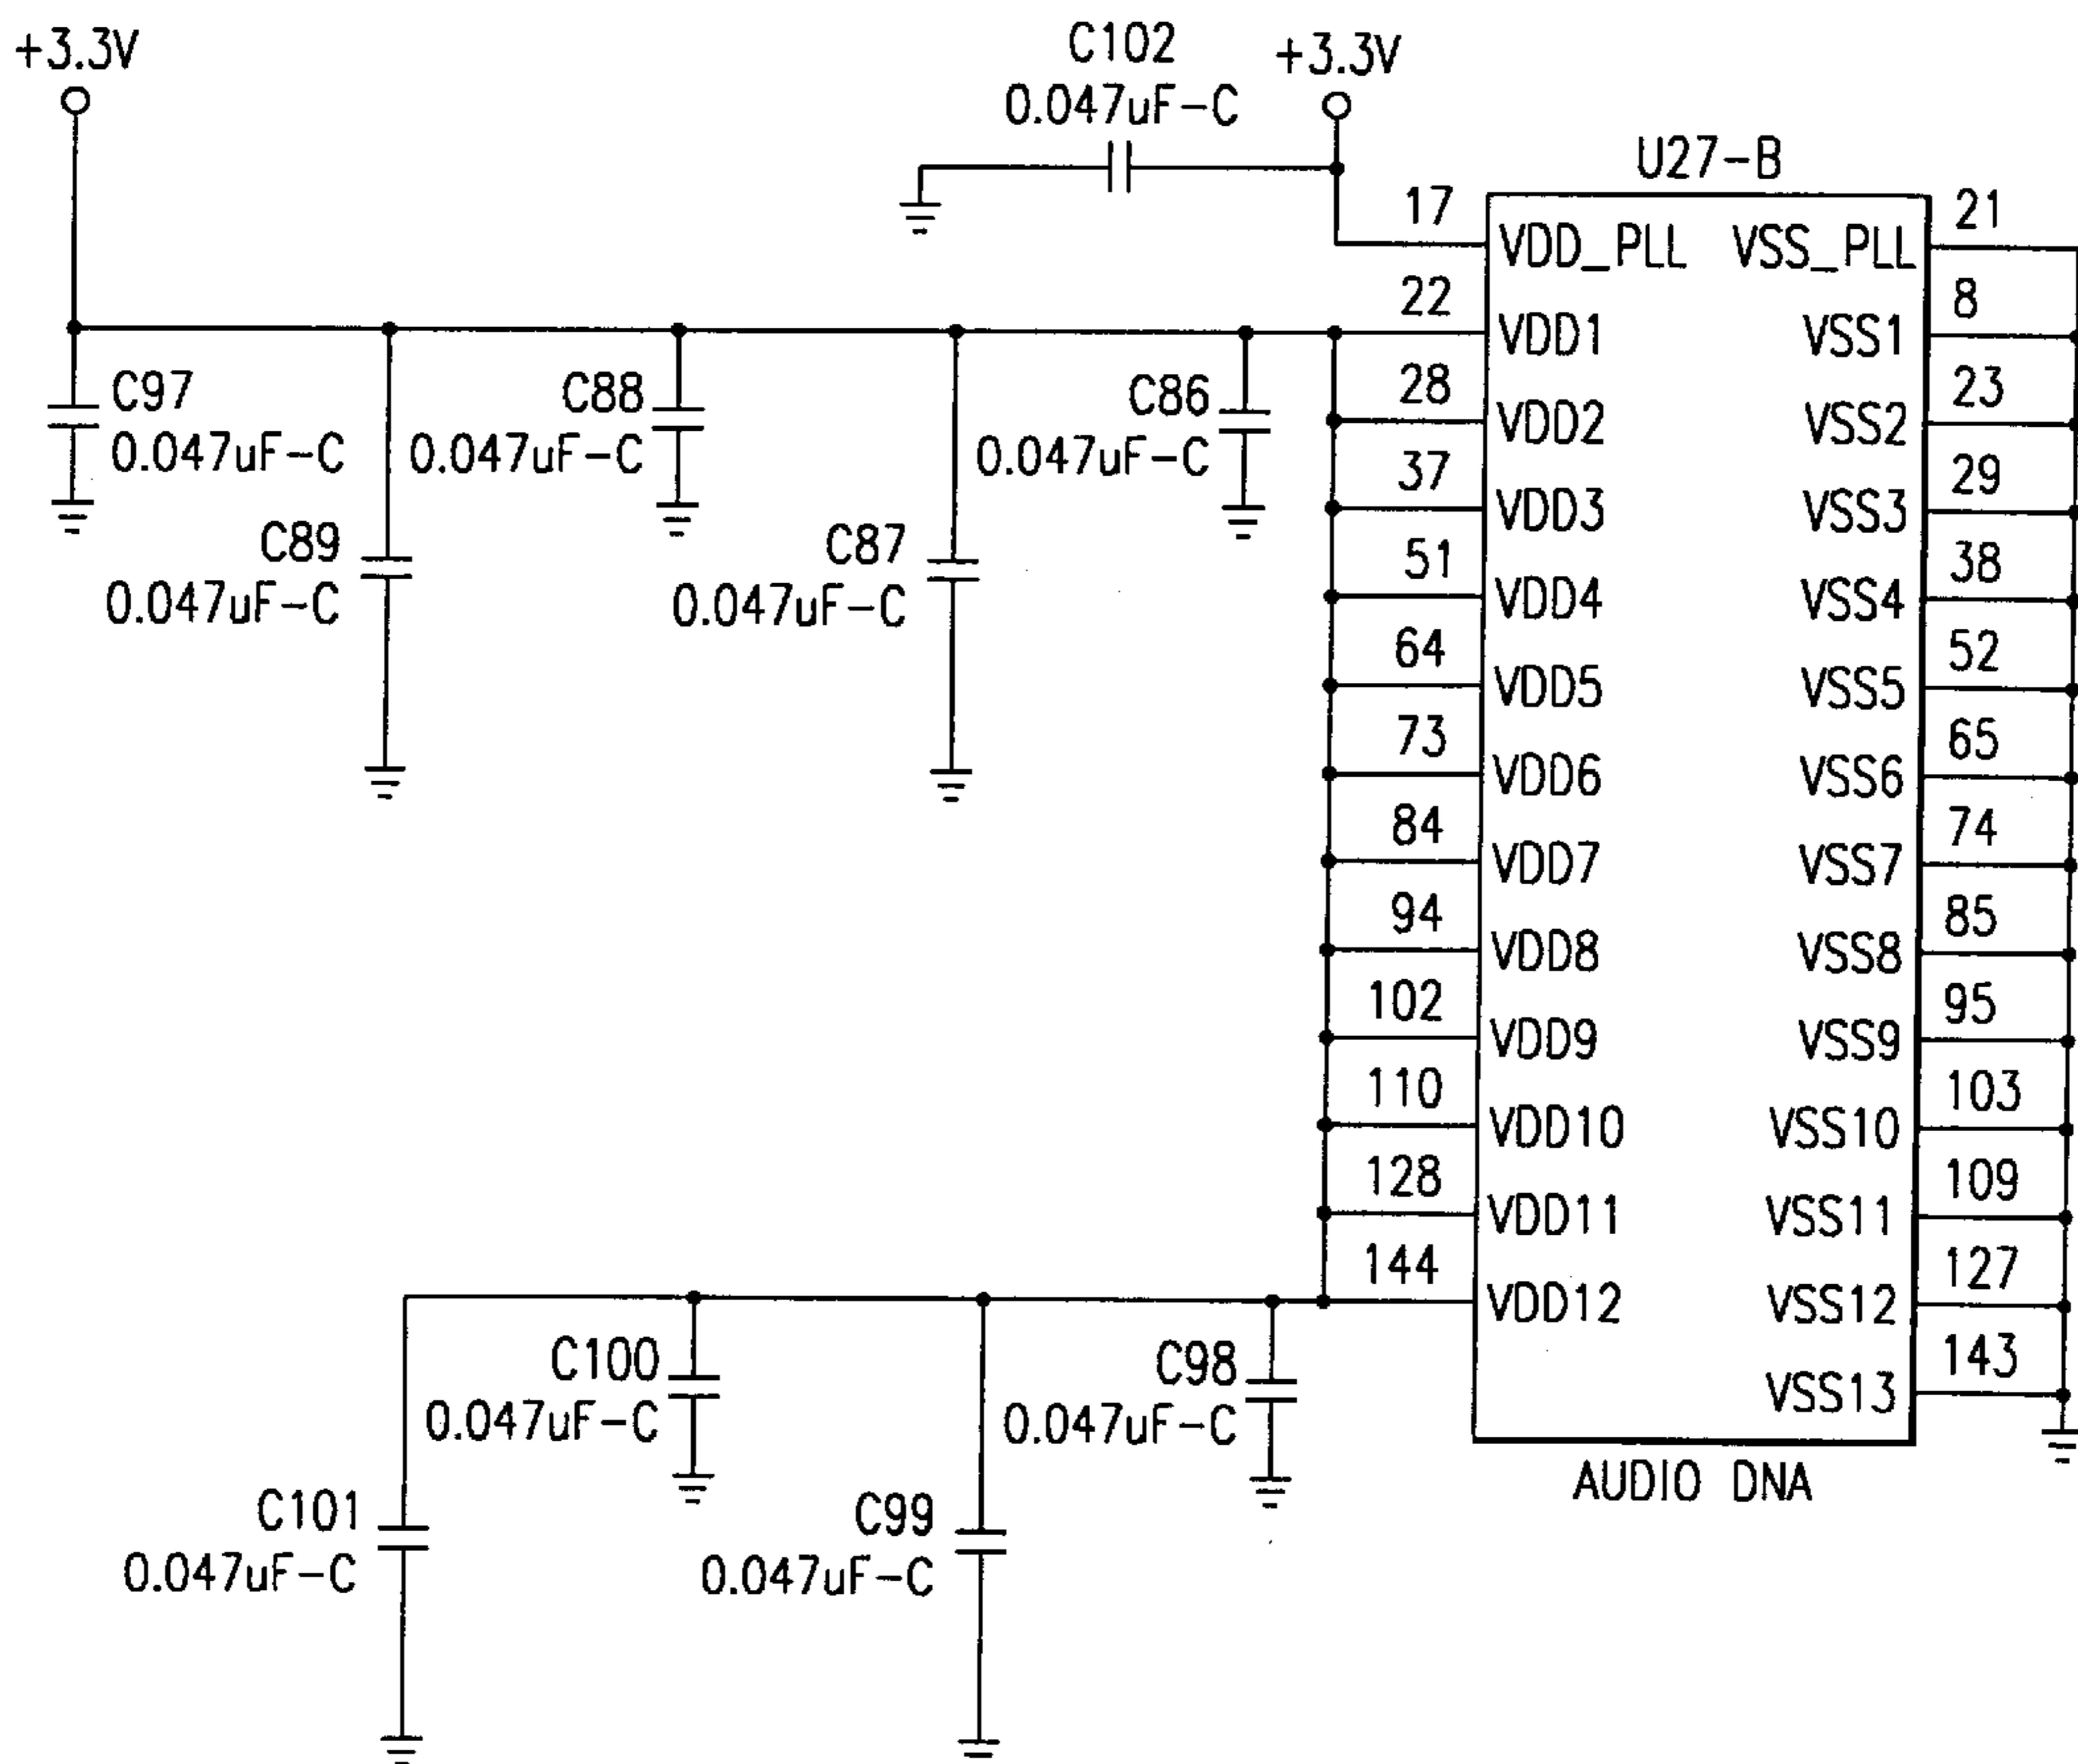 +3.3V
C102
0.047uF-C
+3.3V
U27-B
17
VDD_PLL
VSS_PLL
21
22
VDD1
VSS1
8
28
VDD2
VSS2
23
37
VDD3
VSS3
29
51
VDD4
VSS4
38
64
VDD5
VSS5
52
73
VDD6
VSS6
65
84
VDD7
VSS7
74
94
VDD8
VSS8
85
102
VDD9
VSS9
95
110
VDD10
VSS10
103
128
VDD11
VSS11
109
144
VDD12
VSS12
127
VSS13
143
AUDIO DNA
C97
0.047uF-C
C88
0.047uF-C
C86
0.047uF-C
C89
0.047uF-C
C87
0.047uF-C
C100
0.047uF-C
C98
0.047uF-C
C101
0.047uF-C
C99
0.047uF-C